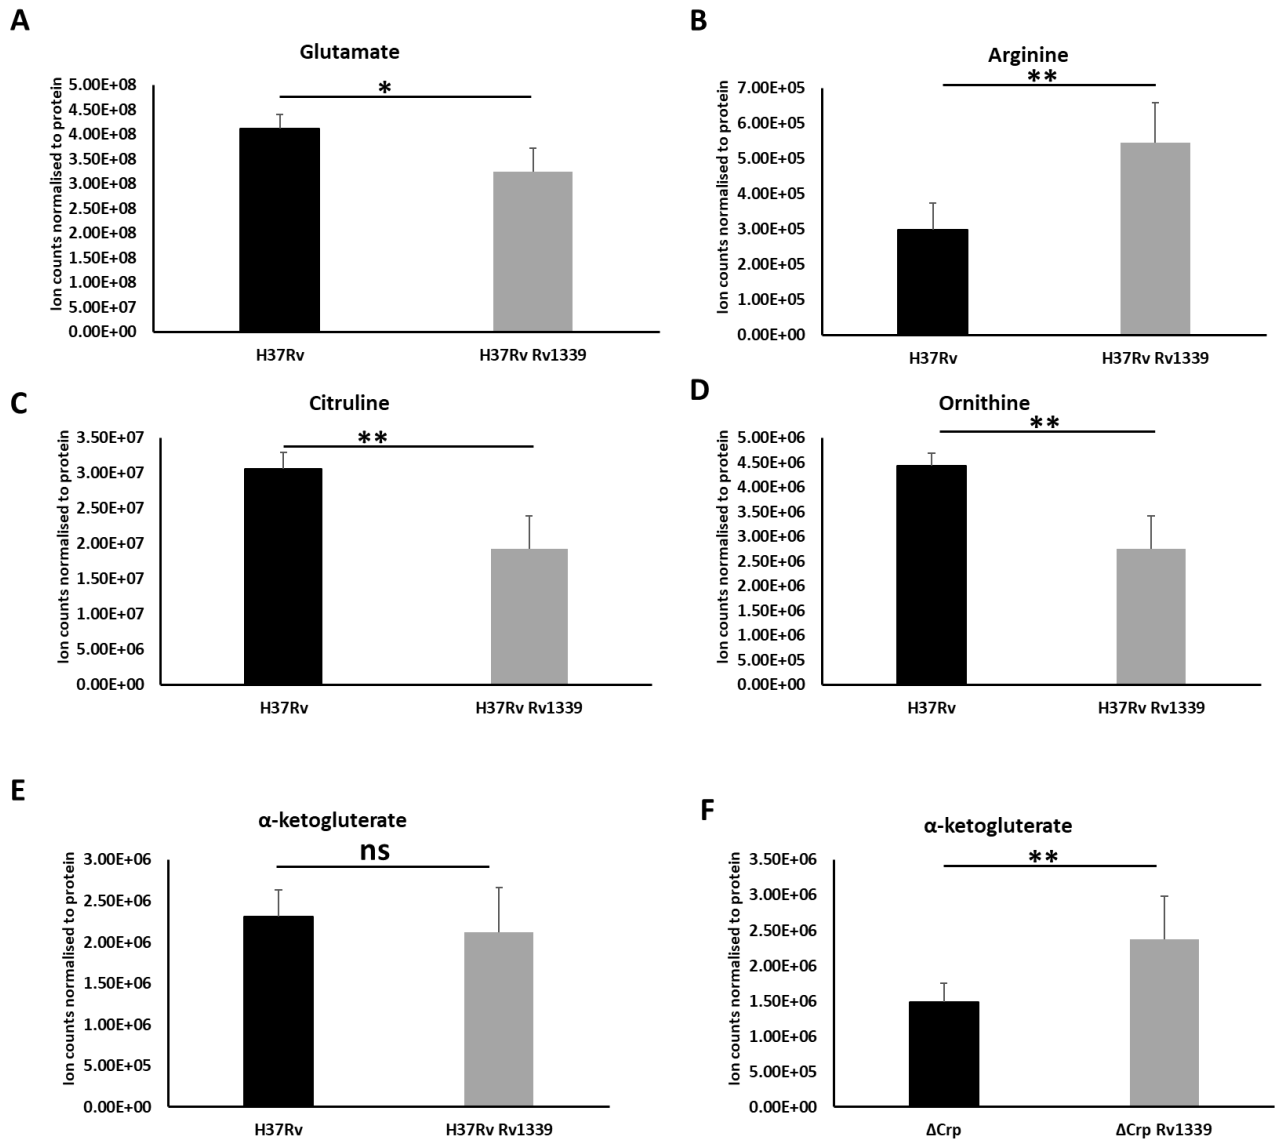 A
Glutamate
*
Ion counts normalised to protein
5.00E+08
4.50E+08
4.00E+08
3.50E+08
3.00E+08
2.50E+08
2.00E+08
1.50E+08
1.00E+08
5.00E+07
0.00E+00
H37Rv
H37Rv Rv1339
B
Arginine
**
Ion counts normalised to protein
7.00E+05
6.00E+05
5.00E+05
4.00E+05
3.00E+05
2.00E+05
1.00E+05
0.00E+00
H37Rv
H37Rv Rv1339
C
Citruline
**
Ion counts normalised to protein
3.50E+07
3.00E+07
2.50E+07
2.00E+07
1.50E+07
1.00E+07
5.00E+06
0.00E+00
H37Rv
H37Rv Rv1339
D
Ornithine
**
Ion counts normalised to protein
5.00E+06
4.50E+06
4.00E+06
3.50E+06
3.00E+06
2.50E+06
2.00E+06
1.50E+06
1.00E+06
5.00E+05
0.00E+00
H37Rv
H37Rv Rv1339
E
α-ketogluterate
ns
Ion counts normalised to protein
3.00E+06
2.50E+06
2.00E+06
1.50E+06
1.00E+06
5.00E+05
0.00E+00
H37Rv
H37Rv Rv1339
F
α-ketogluterate
**
Ion counts normalised to protein
3.50E+06
3.00E+06
2.50E+06
2.00E+06
1.50E+06
1.00E+06
5.00E+05
0.00E+00
ΔCrp
ΔCrp Rv1339